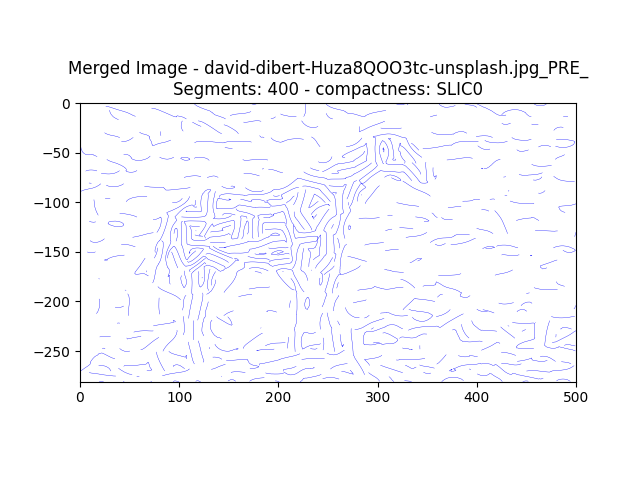 Merged Image - david-dibert-Huza8QOO3tc-unsplash.jpg_PRE_
Segments: 400 - compactness: SLIC0
0
−50
−100
−150
−200
−250
0 100 200 300 400 500